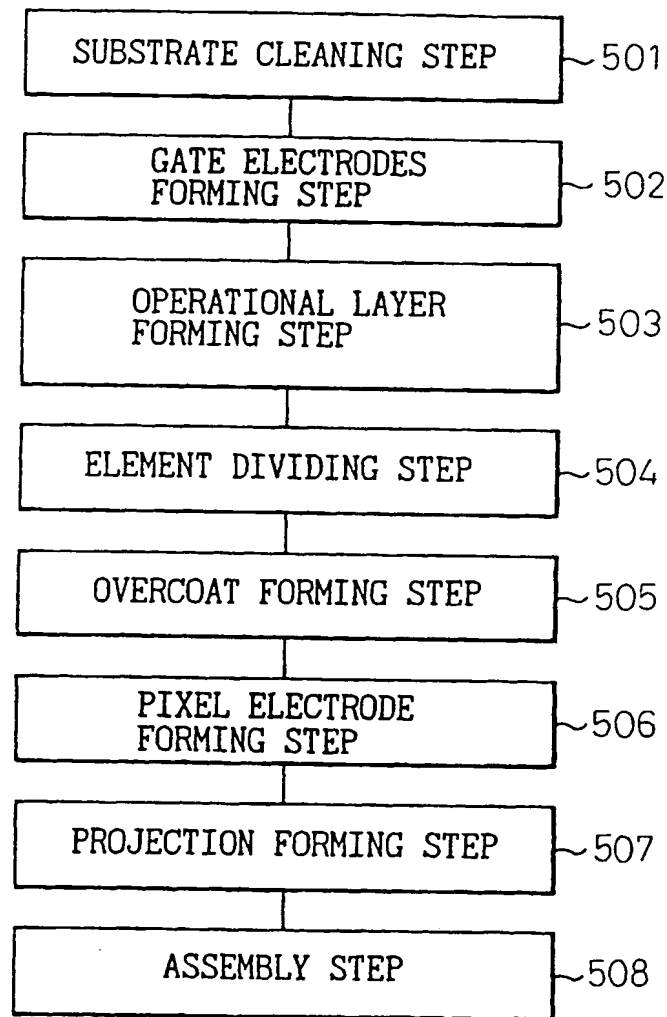 SUBSTRATE CLEANING STEP 501
GATE ELECTRODES
FORMING STEP 502
OPERATIONAL LAYER
FORMING STEP 503
ELEMENT DIVIDING STEP 504
OVERCOAT FORMING STEP 505
PIXEL ELECTRODE
FORMING STEP 506
PROJECTION FORMING STEP 507
ASSEMBLY STEP 508